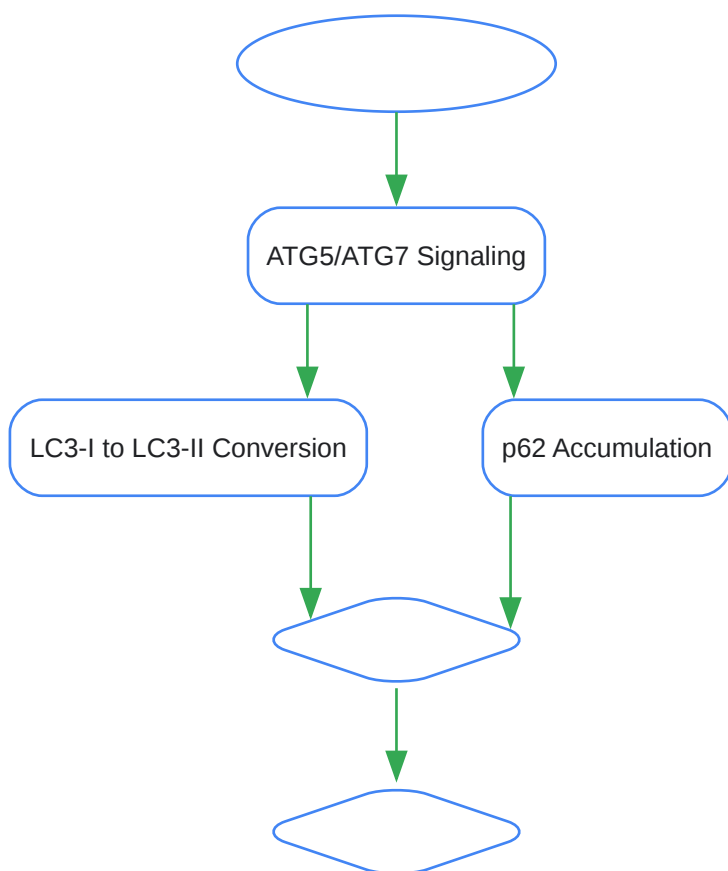 ATG5/ATG7 Signaling
LC3-I to LC3-II Conversion
p62 Accumulation